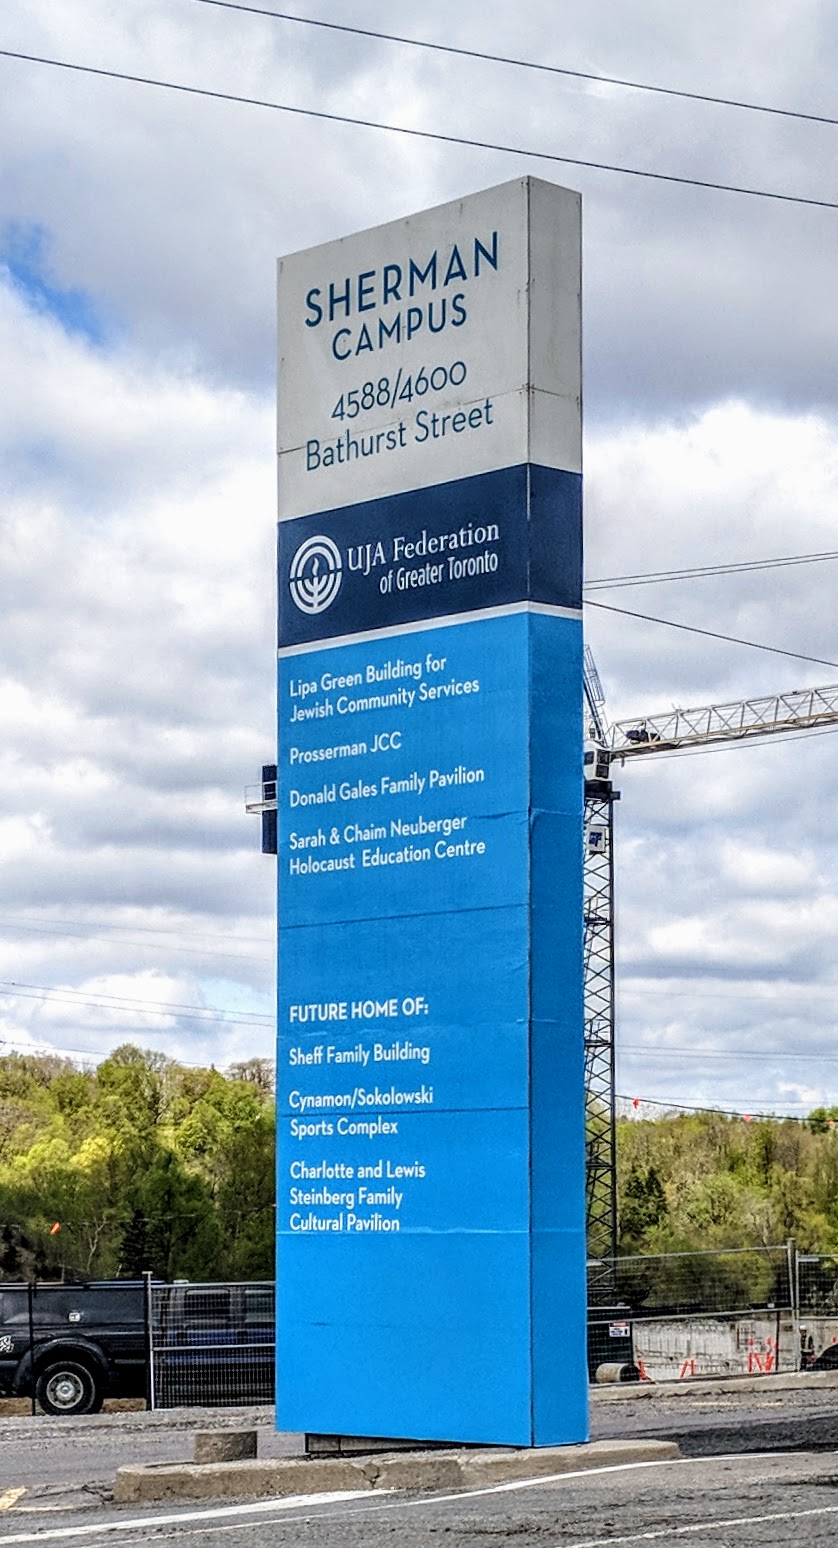 SHERMAN
CAMPUS
4588/4600
Bathurst Street
UJA Federation
of Greater Toronto
Lipa Green Building for
Jewish Community Services
Prosserman JCC
Donald Gales Family Pavilion
Sarah & Chaim Neuberger
Holocaust Education Centre
FUTURE HOME OF:
Sheff Family Building
Cynamon/Sokolowski
Sports Complex
Charlotte and Lewis
Steinberg Family
Cultural Pavilion